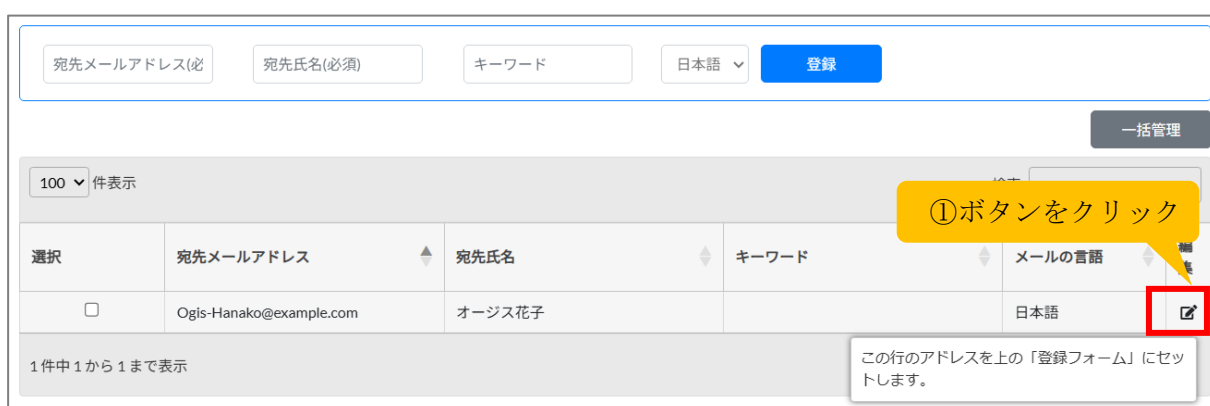 宛先メールアドレス(必 宛先氏名(必須) キーワード 日本語 登録
一括管理
100 件表示
①ボタンをクリック
選択 宛先メールアドレス 宛先氏名 キーワード メールの言語
Ogis-Hanako@example.com オージス花子 日本語
1件中1から1まで表示
この行のアドレスを上の「登録フォーム」にセッ
トします。